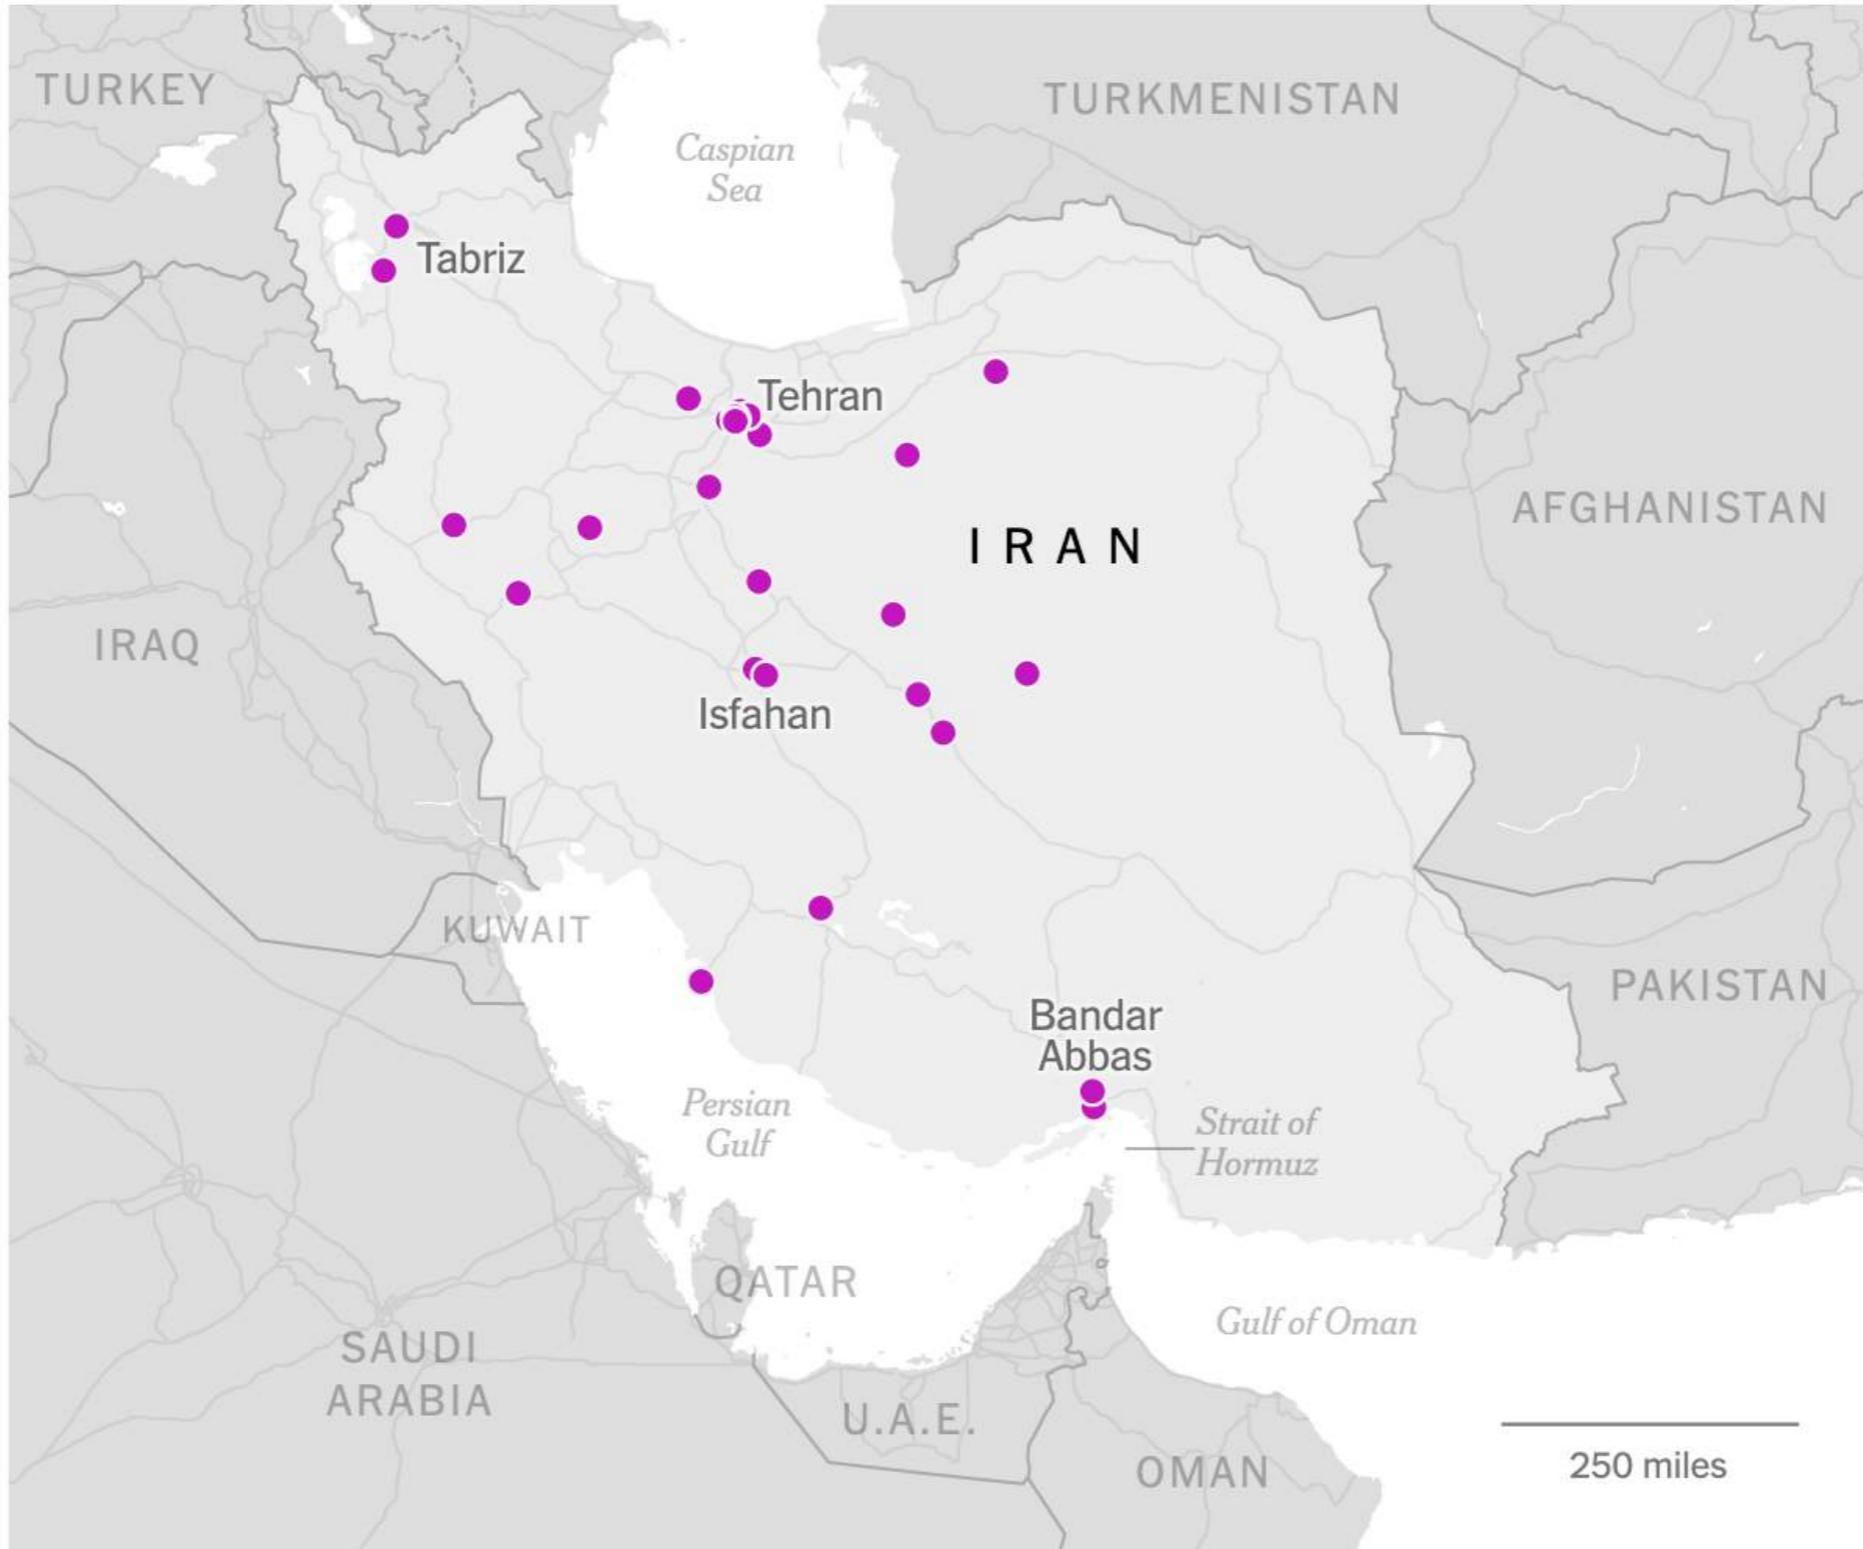 TURKEY
TURKMENISTAN
Caspian
Sea
Tabriz
Tehran
AFGHANISTAN
IRAN
IRAQ
Isfahan
KUWAIT
PAKISTAN
Bandar
Abbas
Persian
Gulf
Strait of
Hormuz
QATAR
Gulf of Oman
SAUDI
ARABIA
U.A.E.
OMAN
250 miles